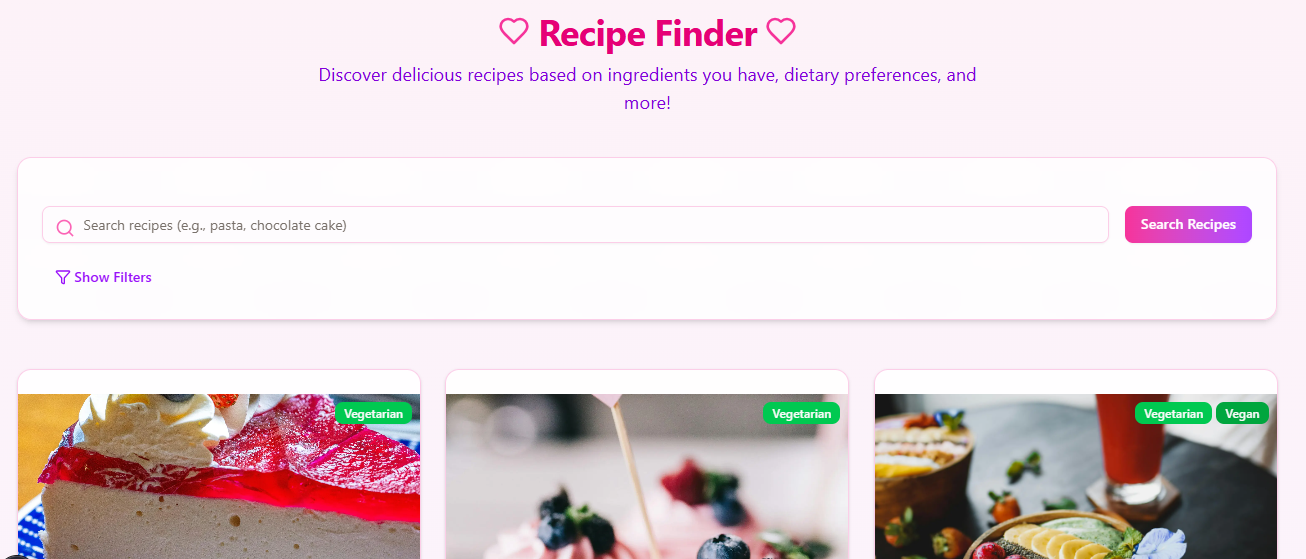 Recipe Finder
Discover delicious recipes based on ingredients you have, dietary preferences, and
more!
Search recipes (e.g., pasta, chocolate cake)
Search Recipes
Show Filters
Vegetarian
Vegetarian
Vegetarian
Vegan